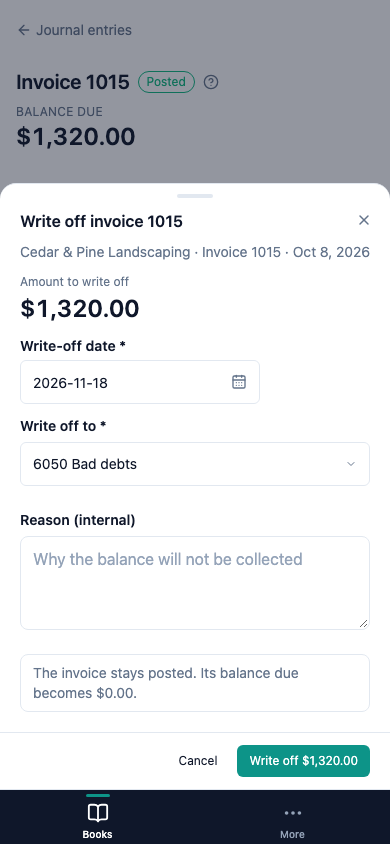 Journal entries
Invoice 1015 Posted
BALANCE DUE
$1,320.00
Write off invoice 1015
Cedar & Pine Landscaping · Invoice 1015 · Oct 8, 2026
Amount to write off
$1,320.00
Write-off date *
2026-11-18
Write off to *
6050 Bad debts
Reason (internal)
Why the balance will not be collected
The invoice stays posted. Its balance due
becomes $0.00.
Cancel Write off $1,320.00
Books More